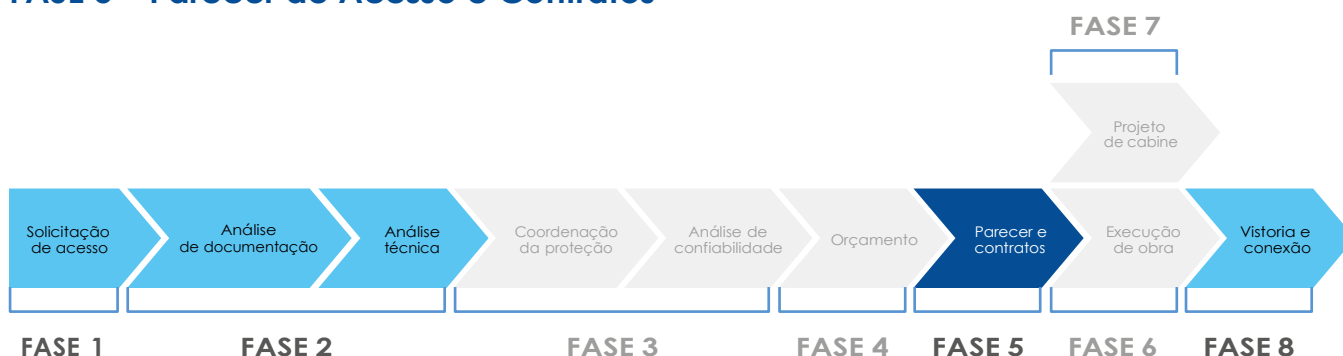 FASE 7
Projeto
de cabine
Solicitação
de acesso
Análise
de documentação
Análise
técnica
Coordenação
da proteção
Análise de
confiabilidade
Orçamento
Parecer e
contratos
Execução
de obra
Vistoria e
conexão
FASE 1
FASE 2
FASE 3
FASE 4
FASE 5
FASE 6
FASE 8